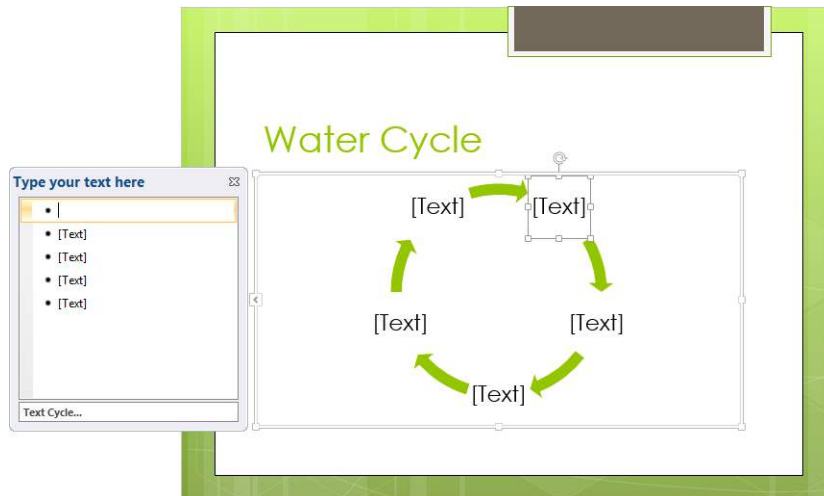 Water Cycle
Type your text here
•
• [Text]
• [Text]
• [Text]
• [Text]
Text Cycle...
[Text] [Text]
[Text] [Text]
[Text]